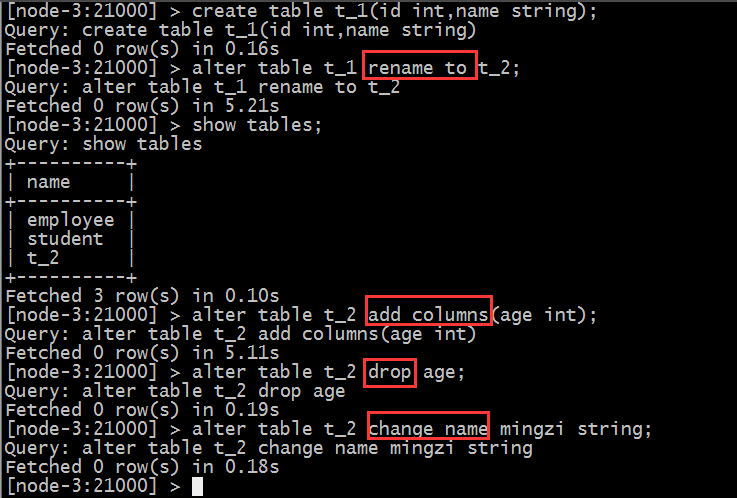 [node-3:21000] > create table t_1(id int,name string);
Query: create table t_1(id int,name string)
Fetched 0 row(s) in 0.16s
[node-3:21000] > alter table t_1 rename to t_2;
Query: alter table t_1 rename to t_2
Fetched 0 row(s) in 5.21s
[node-3:21000] > show tables;
Query: show tables
+----------+
| name     |
+----------+
| employee |
| student  |
| t_2      |
+----------+
Fetched 3 row(s) in 0.10s
[node-3:21000] > alter table t_2 add columns(age int);
Query: alter table t_2 add columns(age int)
Fetched 0 row(s) in 5.11s
[node-3:21000] > alter table t_2 drop age;
Query: alter table t_2 drop age
Fetched 0 row(s) in 0.19s
[node-3:21000] > alter table t_2 change name mingzi string;
Query: alter table t_2 change name mingzi string
Fetched 0 row(s) in 0.18s
[node-3:21000] >